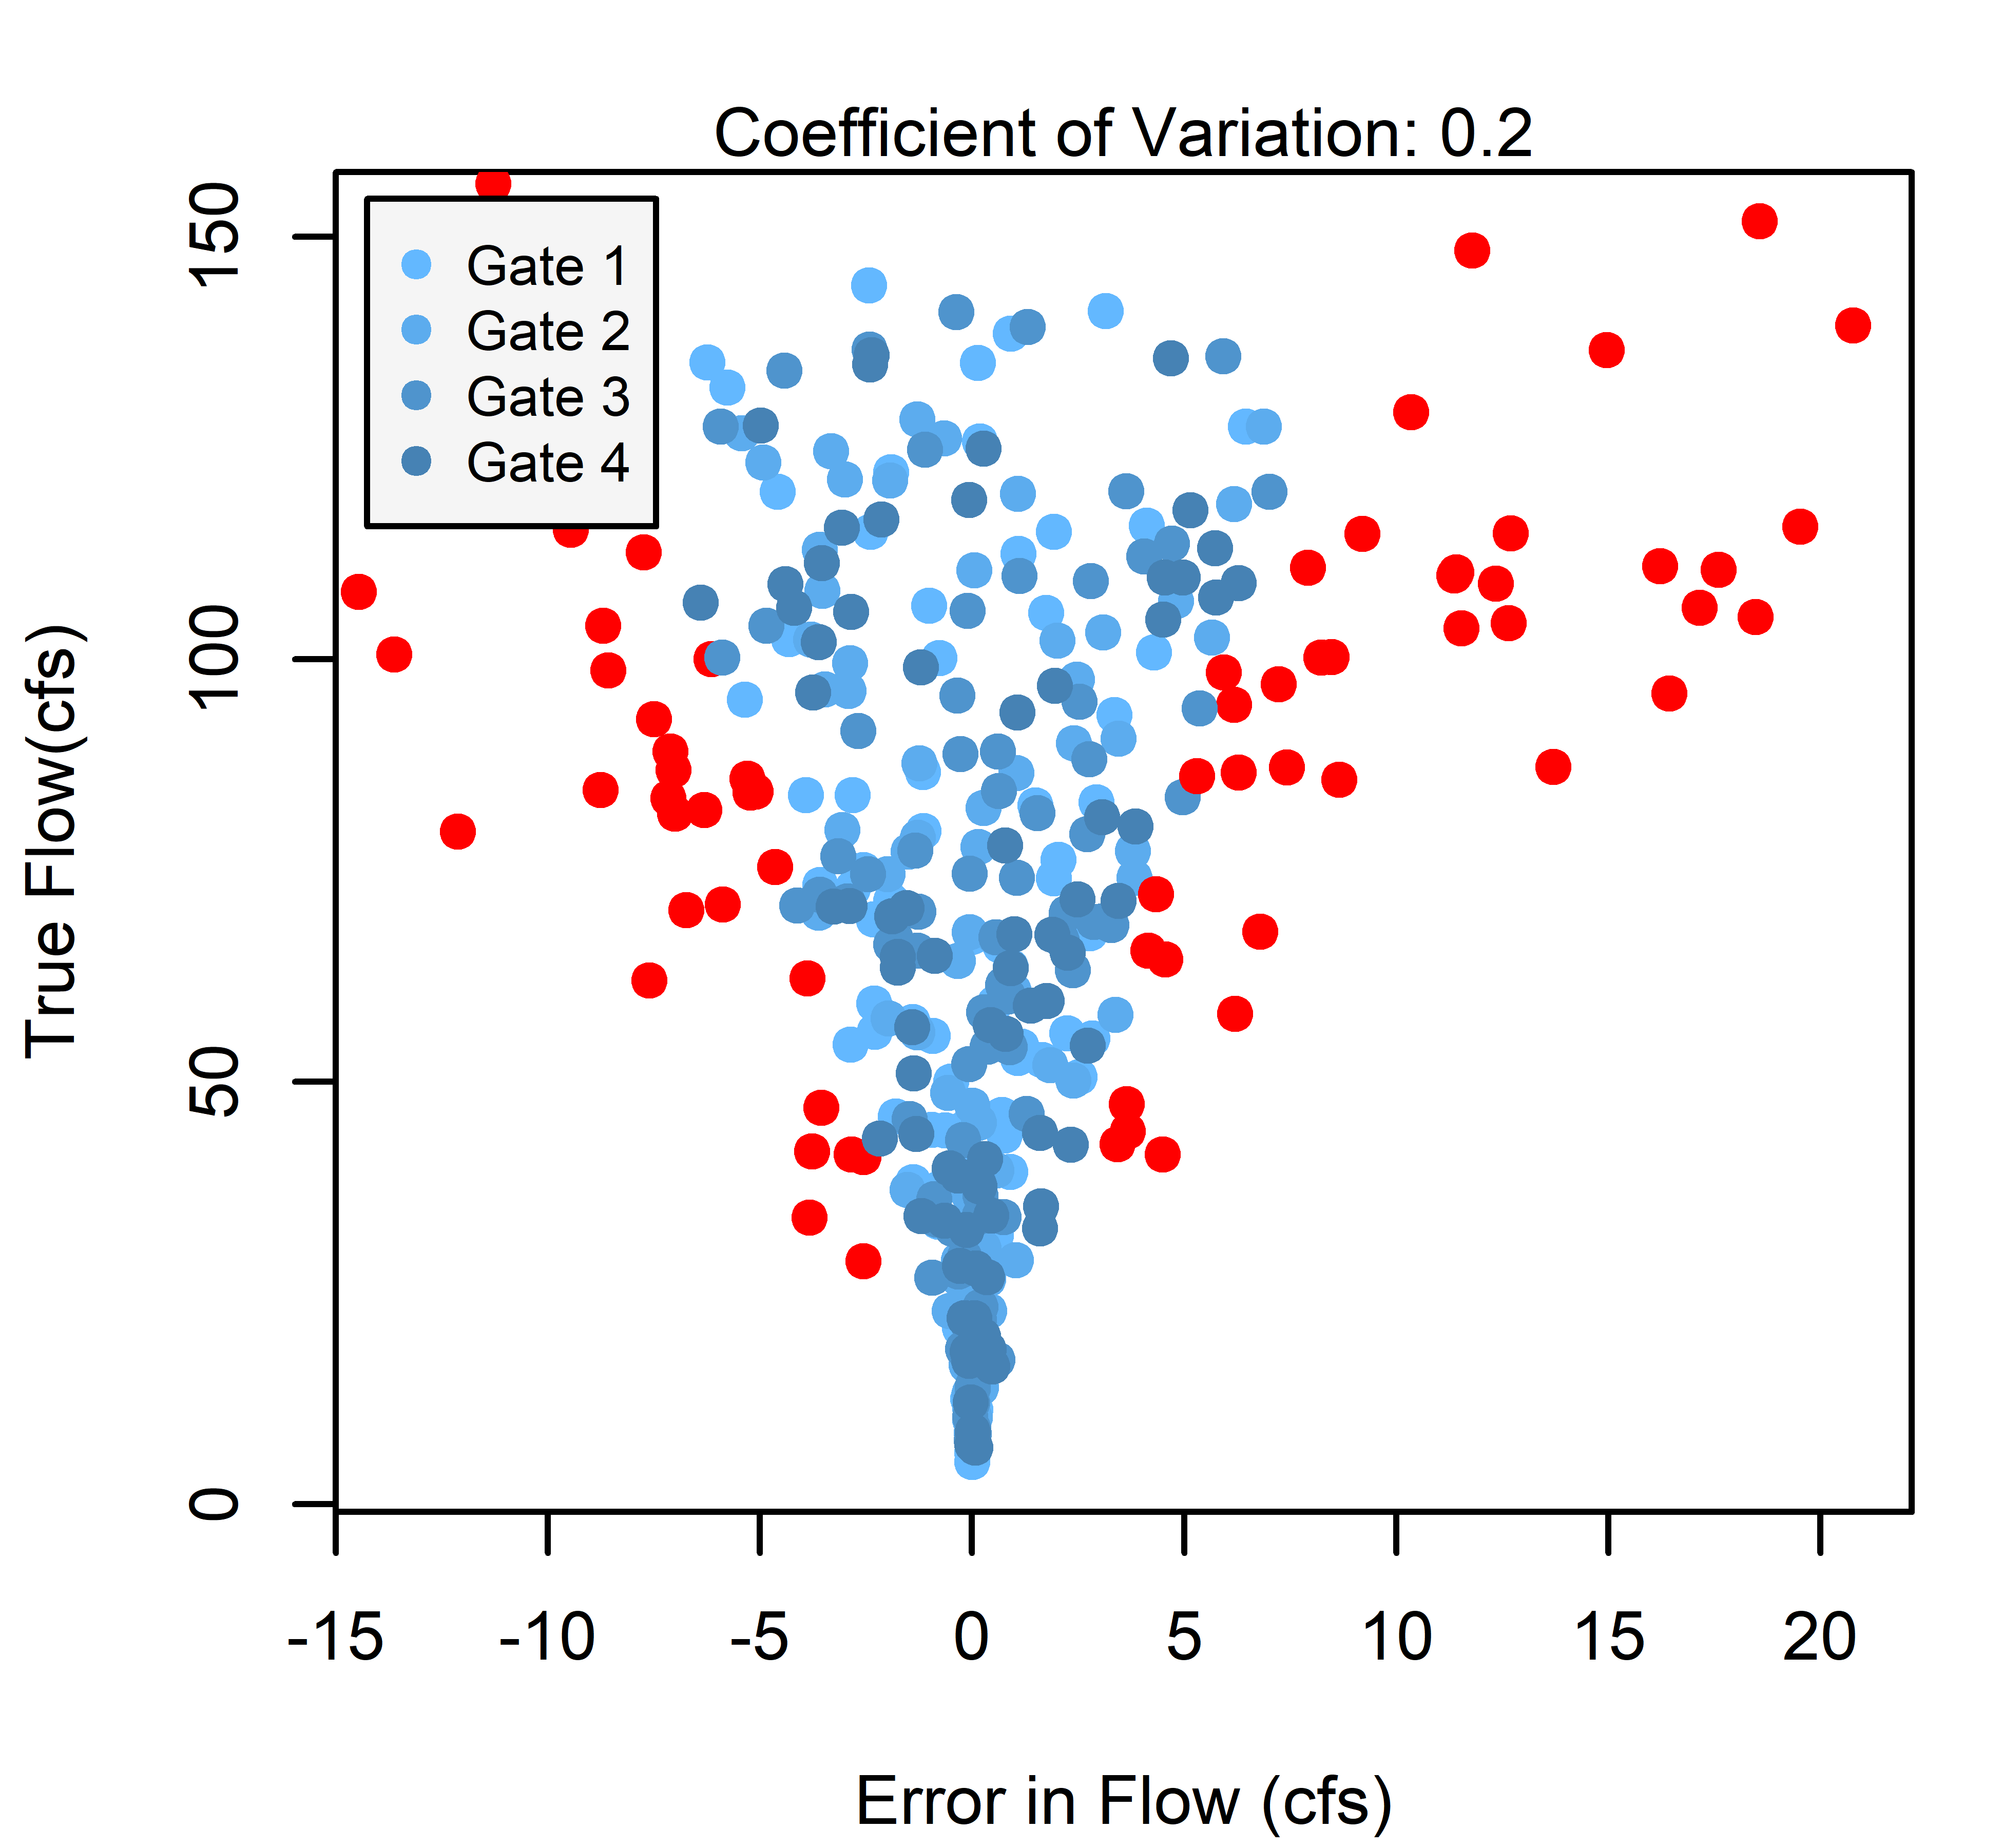 Coefficient of Variation: 0.2
Gate 1
Gate 2
Gate 3
Gate 4
True Flow(cfs)
150
100
50
0
-15 -10 -5 0 5 10 15 20
Error in Flow (cfs)